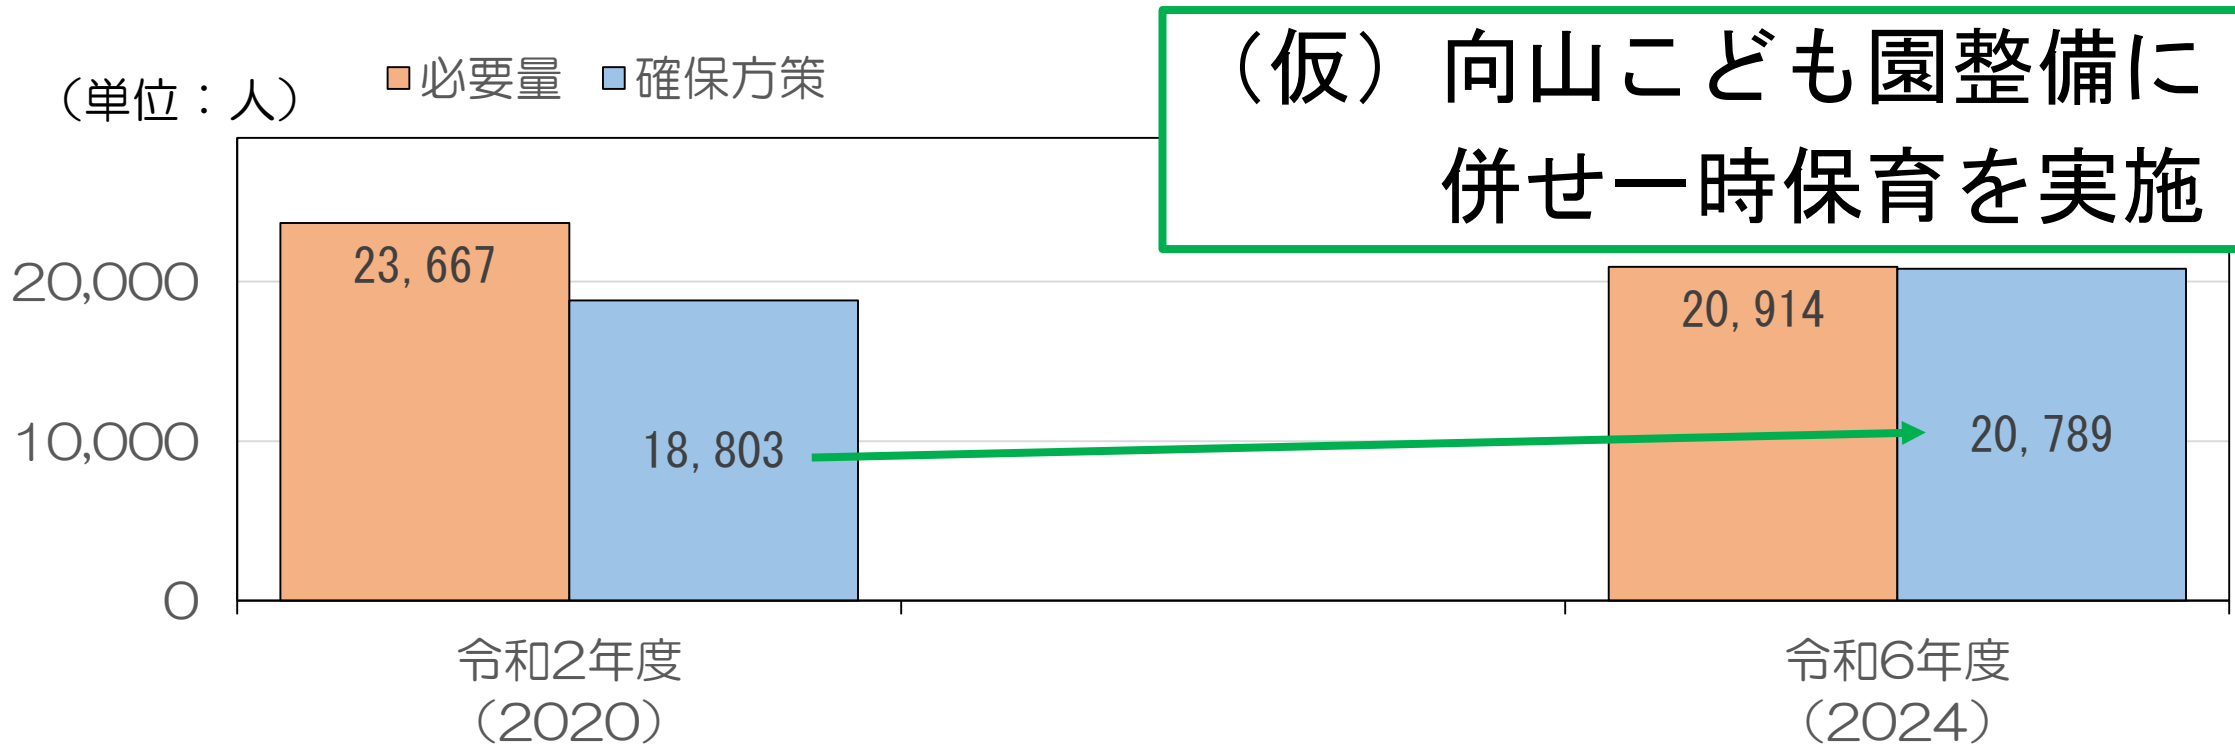 （仮）向山こども園整備に
併せ一時保育を実施
（単位：人）
必要量 確保方策
20,000
10,000
0
23,667
18,803
20,914
20,789
令和2年度
（2020）
令和6年度
（2024）